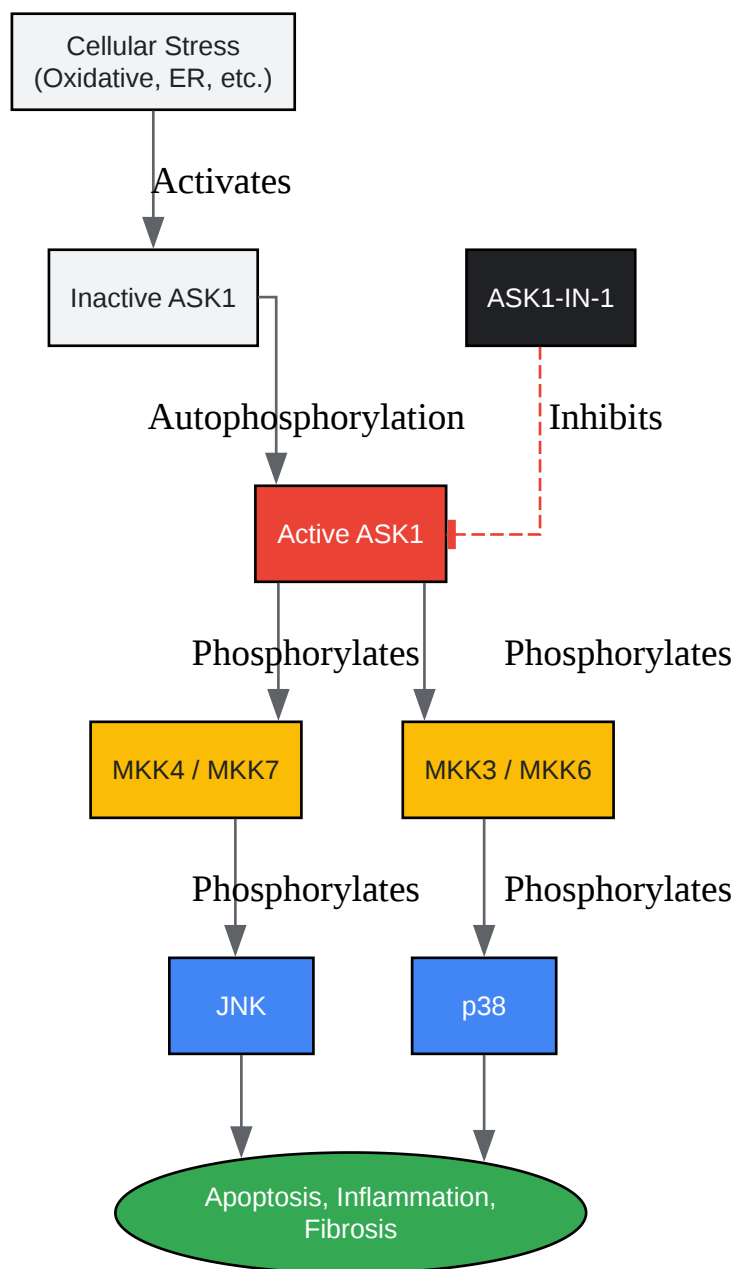 Cellular Stress
(Oxidative, ER, etc.)
Activates
Inactive ASK1
ASK1-IN-1
Autophosphorylation
Inhibits
Active ASK1
Phosphorylates
Phosphorylates
MKK4 / MKK7
MKK3 / MKK6
Phosphorylates
Phosphorylates
JNK
p38
Apoptosis, Inflammation,
Fibrosis